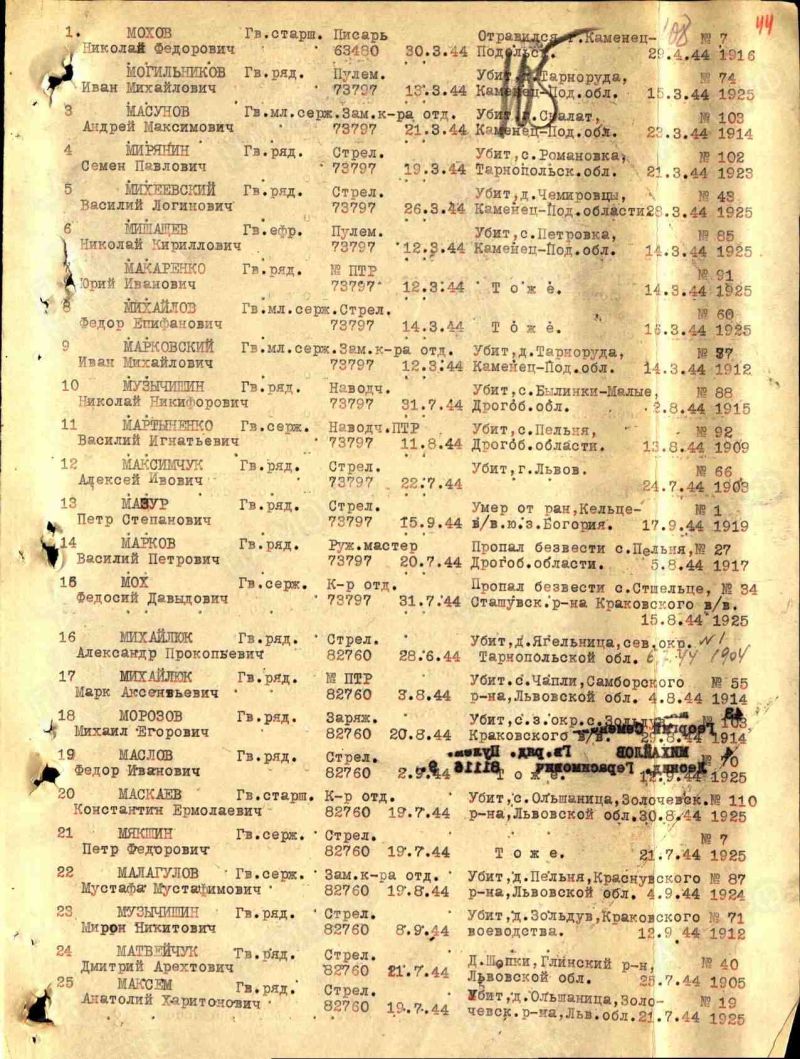 44
1. МОХОВ Гв.старш. Писарь Отравился г.Каменец- № 7
Николай Федорович 63480 30.3.44 Подольск. 29.4.44 1916
МОГИЛЬНИКОВ Гв.ряд. Пулем. Убит, Тарноруда, № 74
Иван Михайлович 73797 13.3.44 Каменец-Под.обл. 15.3.44 1925
3 МАСУНОВ Гв.мл.серж.Зам.к-ра отд. Убит, № 103
Андрей Максимович 73797 21.3.44 Каменец-Под.обл. 23.3.44 1914
4 МИРЯНИН Гв.ряд. Стрел. Убит,с.Романовка, № 102
Семен Павлович 73797 19.3.44 Тарнопольск.обл. 21.3.44 1923
5 МИХЕЕВСКИЙ Гв.ряд. Стрел. Убит,д.Чемировцы, № 43
Василий Логинович 73797 26.3.44 Каменец-Под.области 28.3.44 1925
6 МИШАЩЕВ Гв.ефр. Пулем. Убит,с.Петровка, № 85
Николай Кириллович 73797 12.3.44 Каменец-Под.обл. 14.3.44 1925
МАКАРЕНКО Гв.ряд. № ПТР № 91
Юрий Иванович 73797 12.3.44 Т о ж е. 14.3.44 1925
8 МИХАЙЛОВ Гв.мл.серж.Стрел. № 60
Федор Епифанович 73797 14.3.44 Т о ж е. 16.3.44 1925
9 МАРКОВСКИЙ Гв.мл.серж.Зам.к-ра отд. Убит,д.Тарноруда, № 37
Иван Михайлович 73797 12.3.44 Каменец-Под.обл. 14.3.44 1912
10 МУЗЫЧИШИН Гв.ряд. Наводч. Убит,с.Былинки-Малые, № 88
Николай Никифорович 73797 31.7.44 Дрогоб.обл. 2.8.44 1915
11 МАРТЫНЕНКО Гв.серж. Наводч.ПТР Убит,с.Пельня, № 92
Василий Игнатьевич 73797 11.8.44 Дрогоб.области. 13.8.44 1909
12 МАКСИМЧУК Гв.ряд. Стрел. Убит,г.Львов. № 66
Алексей Ивович 73797 22.7.44 24.7.44 1903
13 МАЗУР Гв.ряд. Стрел. Умер от ран,Кельце- № 1
Петр Степанович 73797 15.9.44 в/в.ю.з.Богория. 17.9.44 1919
14 МАРКОВ Гв.ряд. Руж.мастер Пропал безвести с.Пельня,№ 27
Василий Петрович 73797 20.7.44 Дрогоб.области. 5.8.44 1917
15 МОХ Гв.серж. К-р отд. Пропал безвести с.Стшельце, № 34
Федосий Давыдович 73797 31.7.44 Сташувск.р-на Краковского в/в.
15.8.44 1925
16 МИХАЙЛЮК Гв.ряд. Стрел. Убит,д.Ягельница,сев.окр. №1
Александр Прокопьевич 82760 28.6.44 Тарнопольской обл. 1904
17 МИХАЙЛЮК Гв.ряд. № ПТР Убит.с.Чапли,Самборского № 55
Марк Аксентьевич 82760 3.8.44 р-на,Львовской обл. 4.8.44 1914
18 МОРОЗОВ Гв.ряд. Заряж. Убит,с.з.окр.с.Зольдув № 103
Михаил Егорович 82760 20.8.44 Краковского 29.8.44 1914
19 МАСЛОВ Гв.ряд. Стрел. № 70
Федор Иванович 82760 2.9.44 Т о ж е. 12.9.44 1925
20 МАСКАЕВ Гв.старш. К-р отд. Убит,с.Ольшаница,Золочевск.№ 110
Константин Ермолаевич 82760 19.7.44 р-на,Львовской обл.30.8.44 1925
21 МЯКШИН Гв.серж. Стрел. № 7
Петр Федорович 82760 19.7.44 Т о ж е. 21.7.44 1925
22 МАЛАГУЛОВ Гв.серж. Зам.к-ра отд. Убит,д.Пельня,Краснувского № 87
Мустафа Мустафимович 82760 19.8.44 р-на,Львовской обл. 4.9.44 1924
23 МУЗЫЧИШИН Гв.ряд. Стрел. Убит,д.Зольдув,Краковского № 71
Мирон Никитович 82760 8.9.44 воеводства. 12.9 44 1912
24 МАТВЕЙЧУК Гв.ряд. Стрел. Д.Шопки,Глинский р-н, № 40
Дмитрий Арехтович 82760 21.7.44 Львовской обл. 25.7.44 1905
25 МАКСЕМ Гв.ряд. Стрел. Убит,д.Ольшаница,Золо- № 19
Анатолий Харитонович 82760 19.7.44 чевск.р-на,Льв.обл.21.7.44 1925